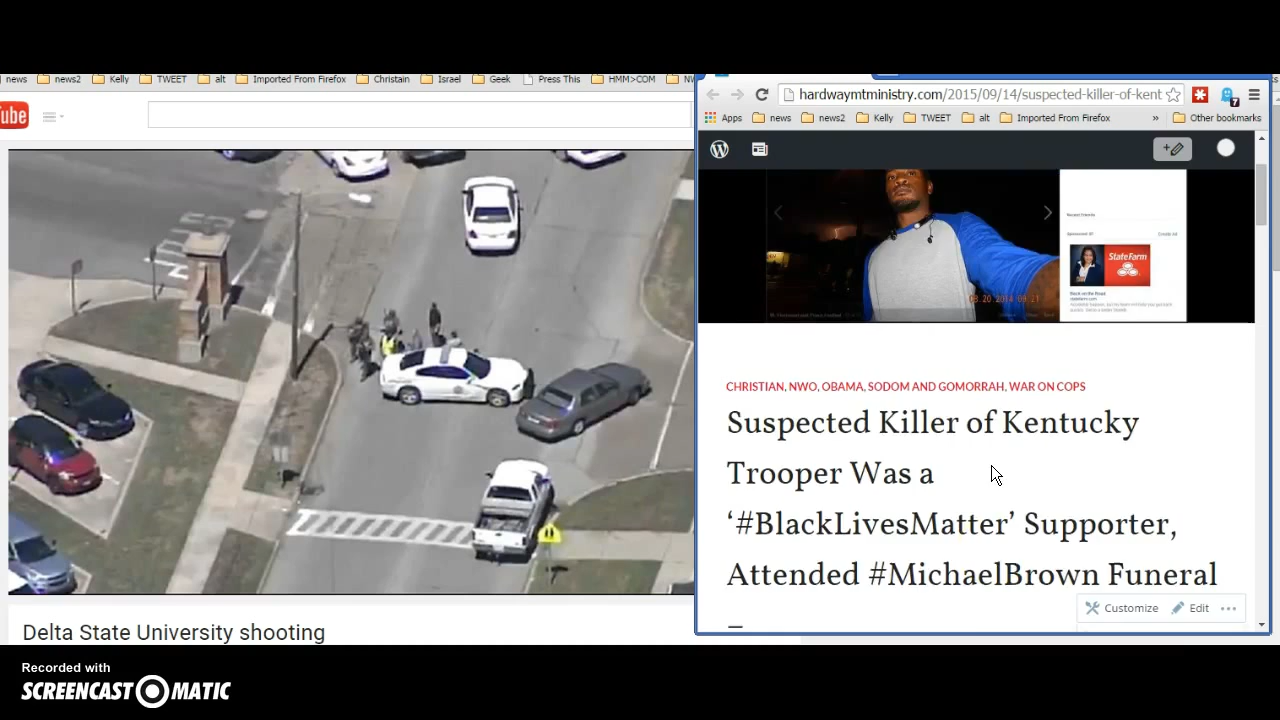 news news2 Kelly TWEET alt Imported From Firefox Christain Israel Geek Press This HMM>COM
Tube
Delta State University shooting
hardwaymtministry.com/2015/09/14/suspected-killer-of-kent
7
Apps news news2 Kelly TWEET alt Imported From Firefox » Other bookmarks
StateFarm
CHRISTIAN, NWO, OBAMA, SODOM AND GOMORRAH, WAR ON COPS
Suspected Killer of Kentucky
Trooper Was a
‘#BlackLivesMatter’ Supporter,
Attended #MichaelBrown Funeral
–
Customize Edit
Recorded with
SCREENCAST O MATIC